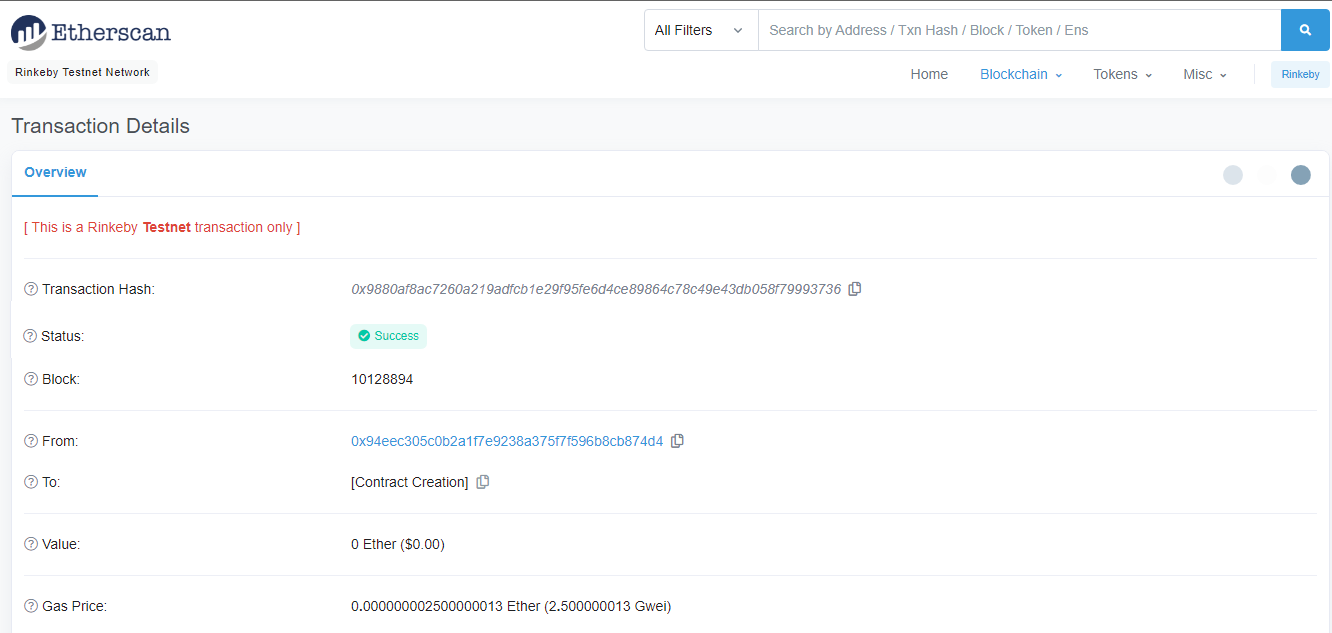 Etherscan
All Filters Search by Address / Txn Hash / Block / Token / Ens
Rinkeby Testnet Network
Home Blockchain Tokens Misc Rinkeby
Transaction Details
Overview
[ This is a Rinkeby Testnet transaction only ]
Transaction Hash: 0x9880af8ac7260a219adfcb1e29f95fe6d4ce89864c78c49e43db058f79993736
Status: Success
Block: 10128894
From: 0x94eec305c0b2a1f7e9238a375f7f596b8cb874d4
To: [Contract Creation]
Value: 0 Ether ($0.00)
Gas Price: 0.000000002500000013 Ether (2.500000013 Gwei)